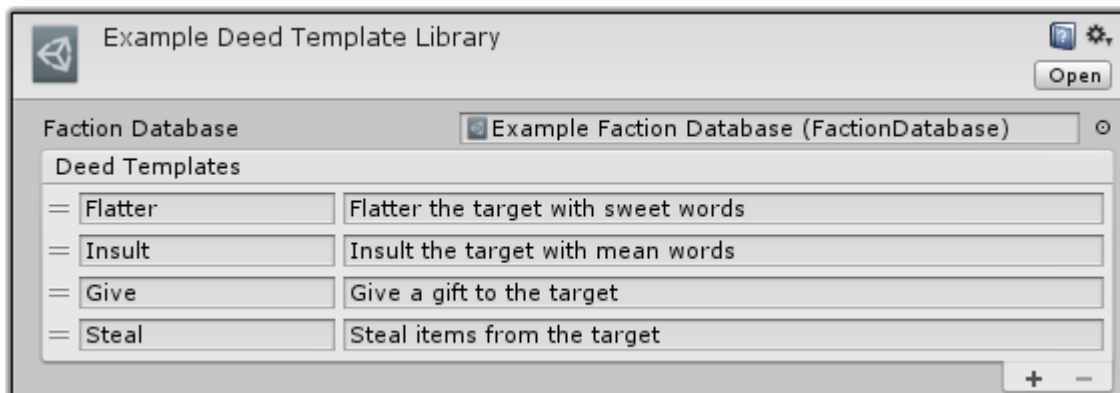 Example Deed Template Library
Open
Faction Database Example Faction Database (FactionDatabase)
Deed Templates
Flatter Flatter the target with sweet words
Insult Insult the target with mean words
Give Give a gift to the target
Steal Steal items from the target